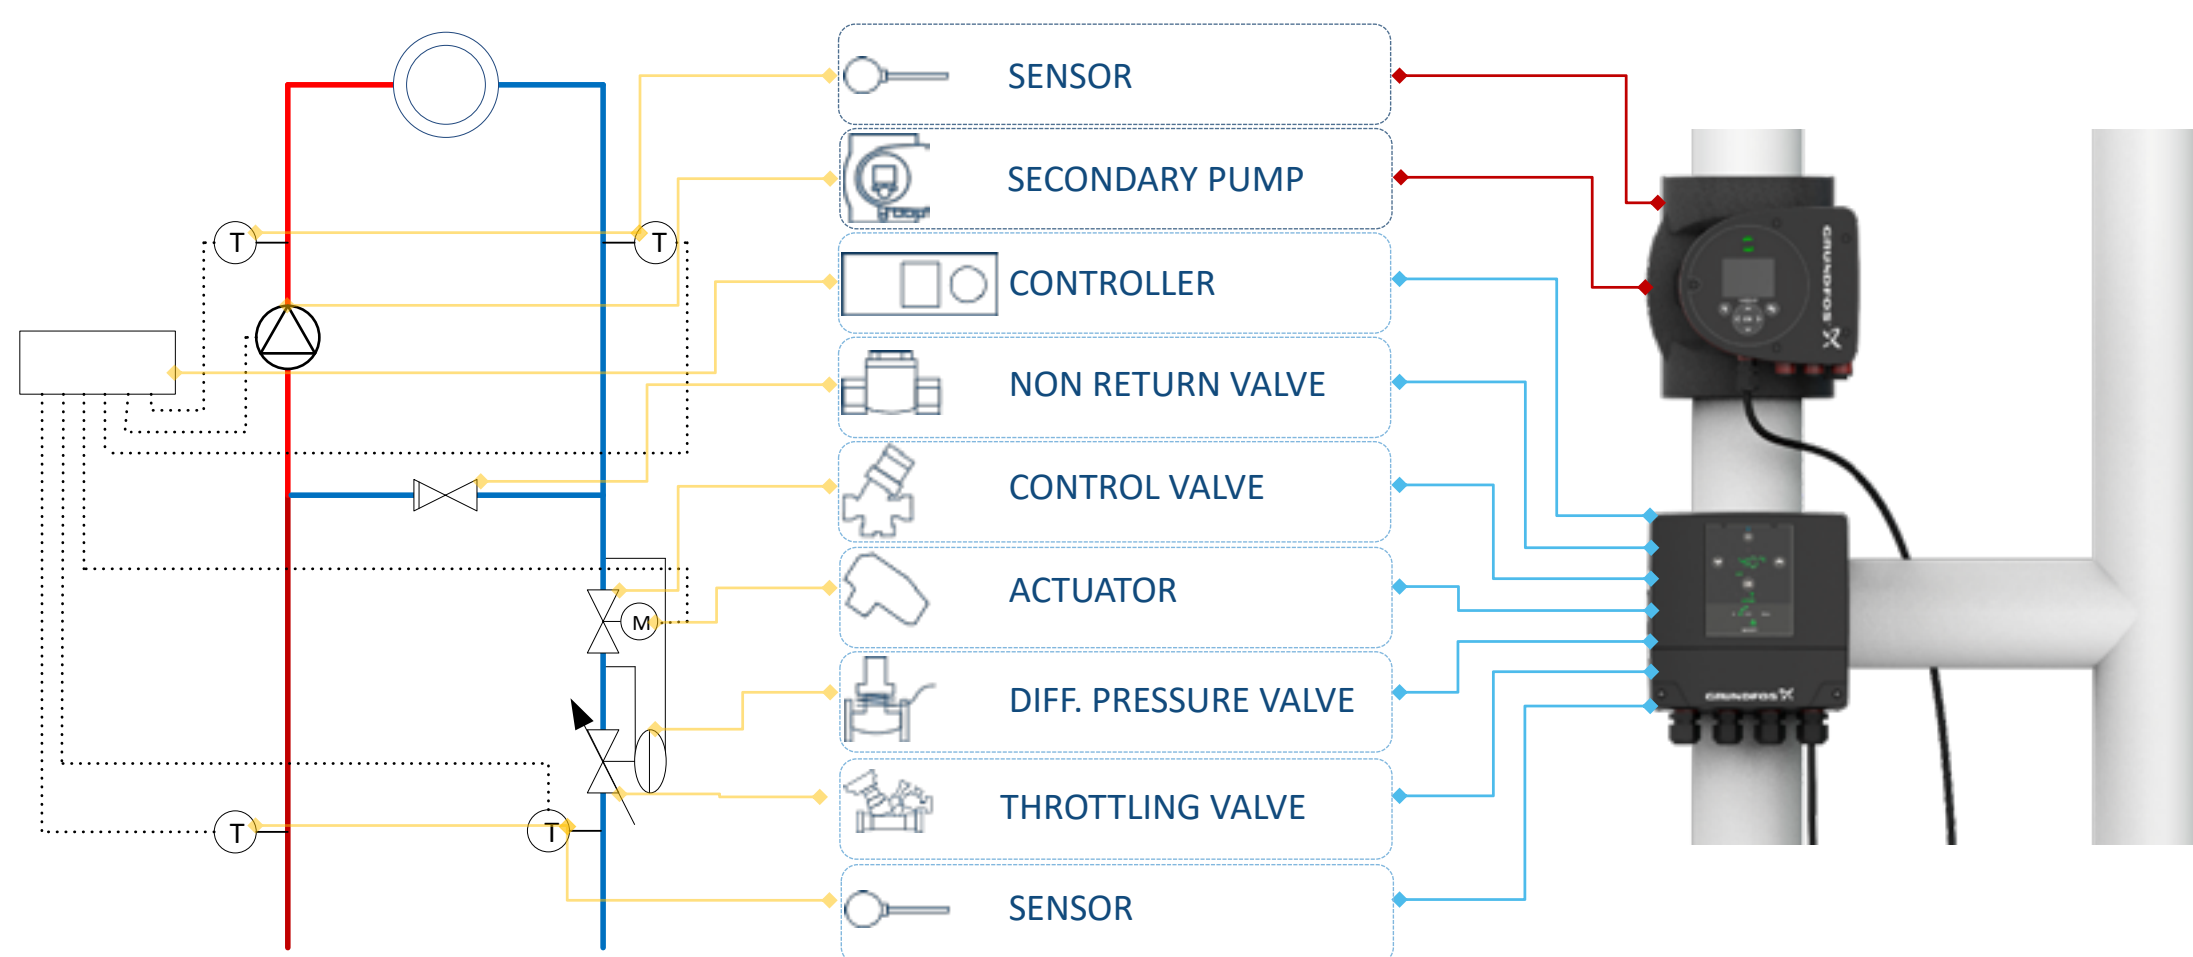 SENSOR
T
T
SECONDARY PUMP
CONTROLLER
NON RETURN VALVE
CONTROL VALVE
ACTUATOR
M
DIFF. PRESSURE VALVE
THROTTLING VALVE
T
T
SENSOR
GRUNDFOS
GRUNDFOS